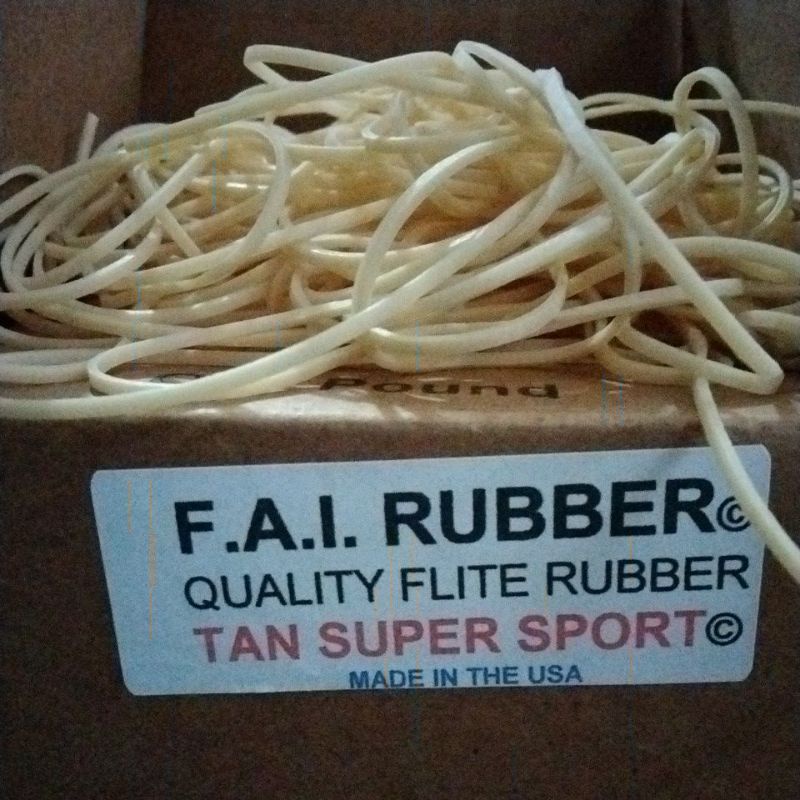 Pound
F.A.I. RUBBER©
QUALITY FLITE RUBBER
TAN SUPER SPORT©
MADE IN THE USA